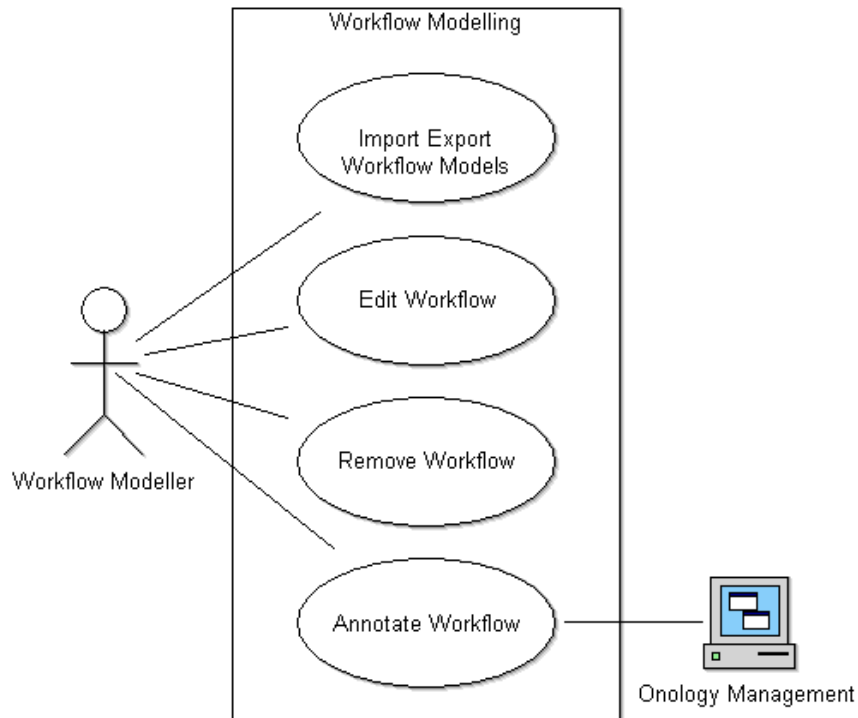 Workflow Modelling
Import Export
Workflow Models
Edit Workflow
Remove Workflow
Workflow Modeller
Annotate Workflow
Onology Management